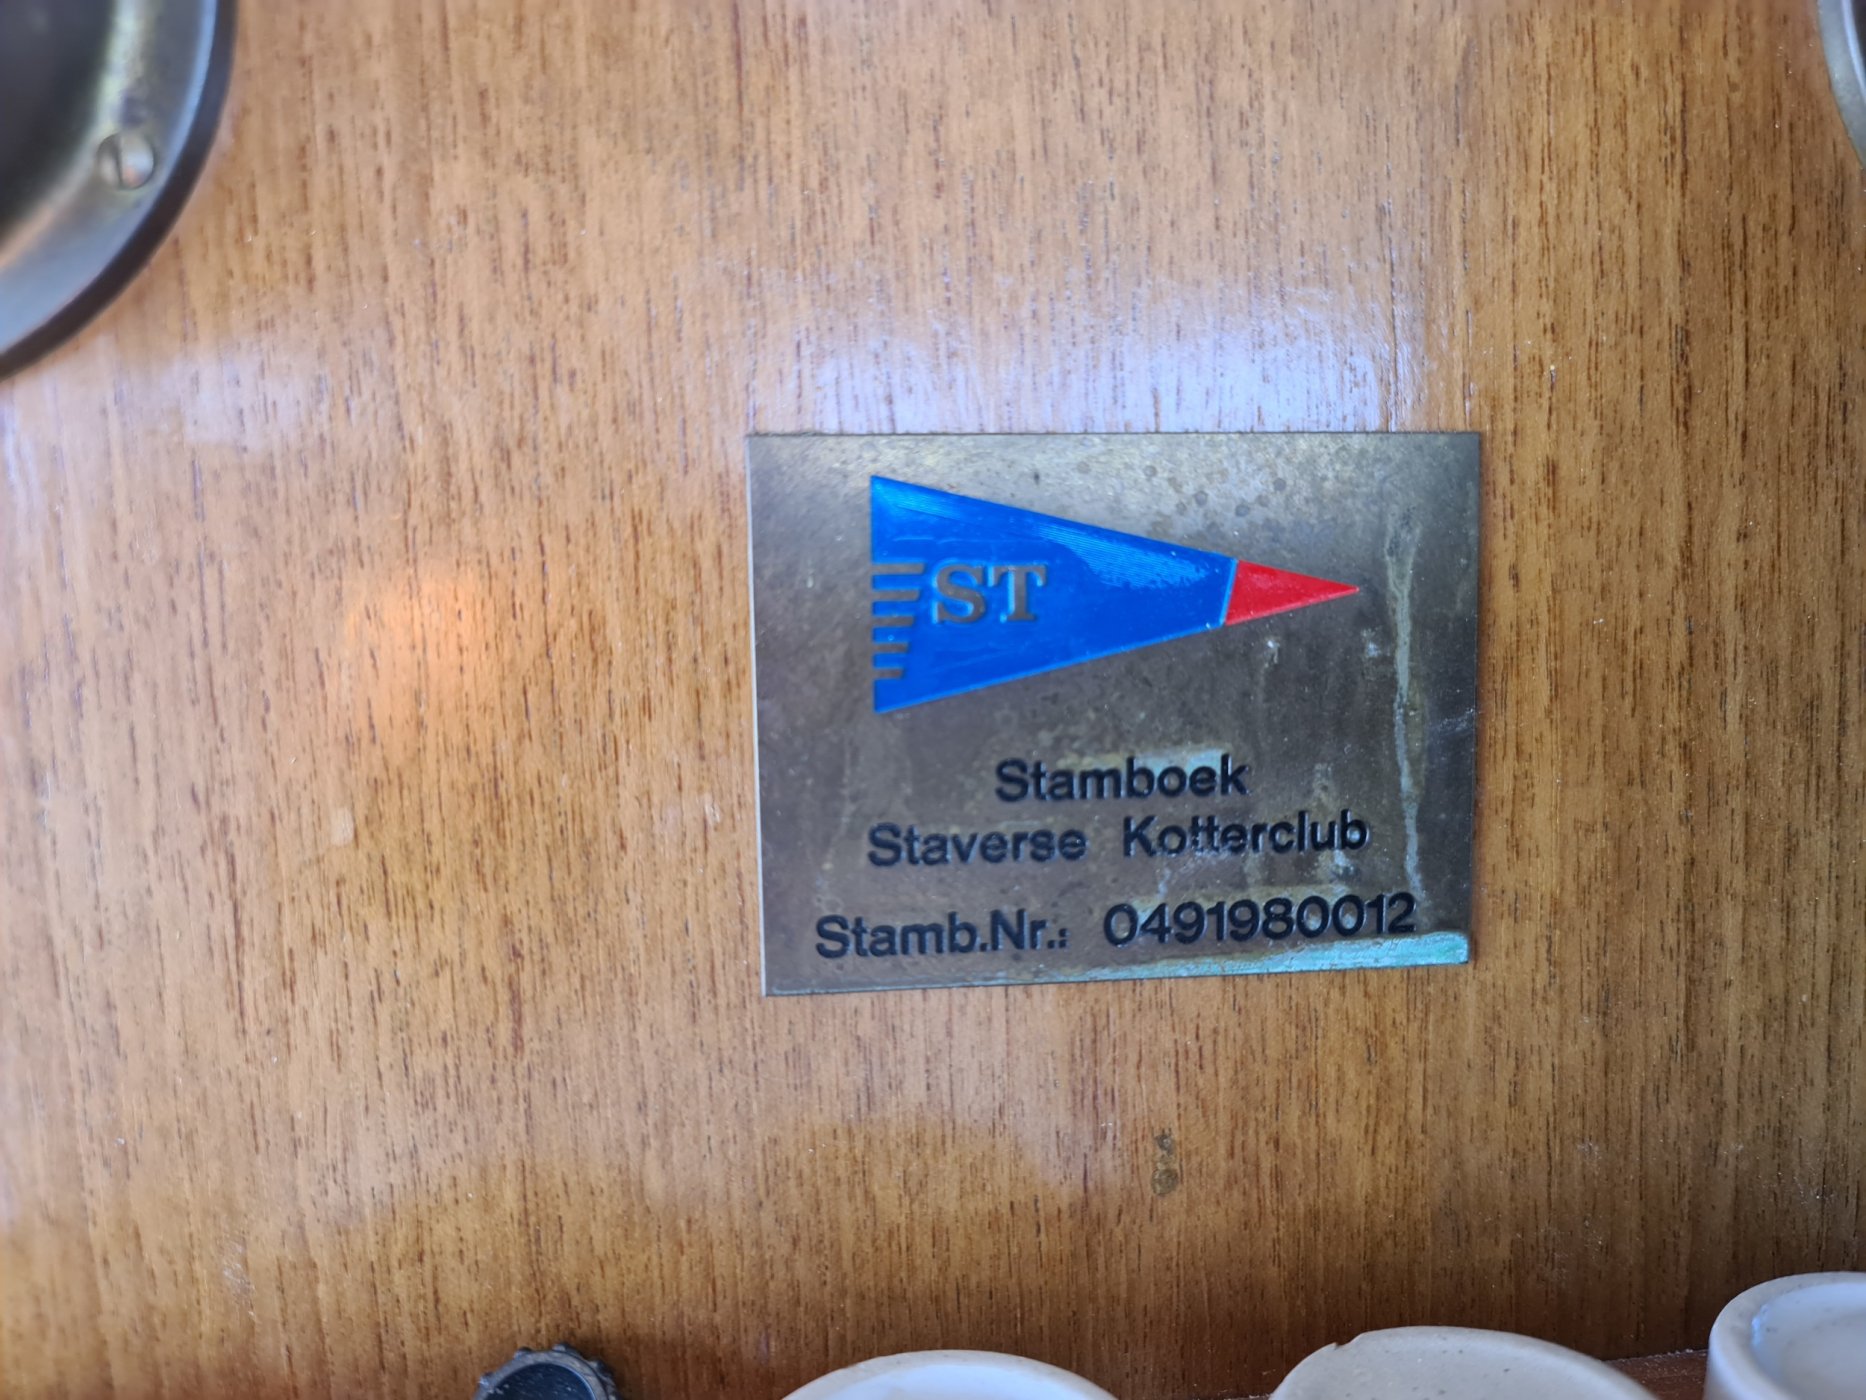 ST
Stamboek
Staverse Kotterclub
Stamb.Nr.: 0491980012